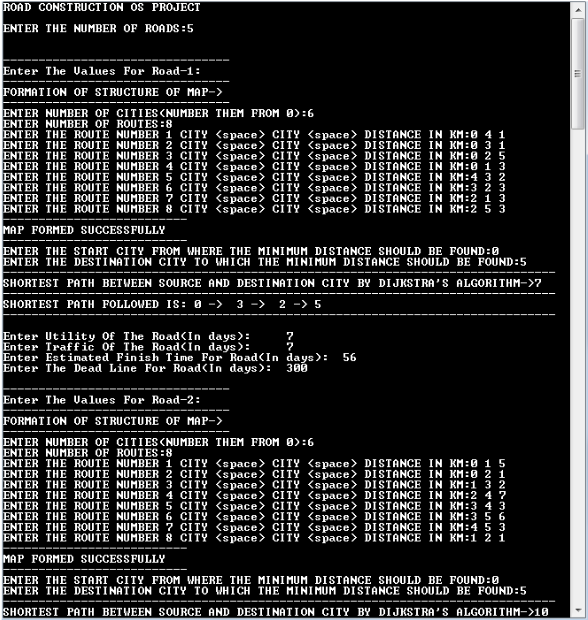 ROAD CONSTRUCTION OS PROJECT
ENTER THE NUMBER OF ROADS:5
--------------------------------
Enter The Values For Road-1:
--------------------------------
FORMATION OF STRUCTURE OF MAP->
--------------------------------
ENTER NUMBER OF CITIES(NUMBER THEM FROM 0):6
ENTER NUMBER OF ROUTES:8
ENTER THE ROUTE NUMBER 1 CITY <space> CITY <space> DISTANCE IN KM:0 4 1
ENTER THE ROUTE NUMBER 2 CITY <space> CITY <space> DISTANCE IN KM:0 3 1
ENTER THE ROUTE NUMBER 3 CITY <space> CITY <space> DISTANCE IN KM:0 2 5
ENTER THE ROUTE NUMBER 4 CITY <space> CITY <space> DISTANCE IN KM:0 1 3
ENTER THE ROUTE NUMBER 5 CITY <space> CITY <space> DISTANCE IN KM:4 3 2
ENTER THE ROUTE NUMBER 6 CITY <space> CITY <space> DISTANCE IN KM:3 2 3
ENTER THE ROUTE NUMBER 7 CITY <space> CITY <space> DISTANCE IN KM:2 1 3
ENTER THE ROUTE NUMBER 8 CITY <space> CITY <space> DISTANCE IN KM:2 5 3
--------------------------
MAP FORMED SUCCESSFULLY
--------------------------
ENTER THE START CITY FROM WHERE THE MINIMUM DISTANCE SHOULD BE FOUND:0
ENTER THE DESTINATION CITY TO WHICH THE MINIMUM DISTANCE SHOULD BE FOUND:5
------------------------------------------------------------------------------
SHORTEST PATH BETWEEN SOURCE AND DESTINATION CITY BY DIJKSTRA'S ALGORITHM->7
------------------------------------------------------------------------------
SHORTEST PATH FOLLOWED IS: 0 -> 3 -> 2 -> 5
------------------------------------------------------------------------------
Enter Utility Of The Road(In days): 7
Enter Traffic Of The Road(In days): 7
Enter Estimated Finish Time For Road(In days): 56
Enter The Dead Line For Road(In days): 300
--------------------------------
Enter The Values For Road-2:
--------------------------------
FORMATION OF STRUCTURE OF MAP->
--------------------------------
ENTER NUMBER OF CITIES(NUMBER THEM FROM 0):6
ENTER NUMBER OF ROUTES:8
ENTER THE ROUTE NUMBER 1 CITY <space> CITY <space> DISTANCE IN KM:0 1 5
ENTER THE ROUTE NUMBER 2 CITY <space> CITY <space> DISTANCE IN KM:0 2 1
ENTER THE ROUTE NUMBER 3 CITY <space> CITY <space> DISTANCE IN KM:1 3 2
ENTER THE ROUTE NUMBER 4 CITY <space> CITY <space> DISTANCE IN KM:2 4 7
ENTER THE ROUTE NUMBER 5 CITY <space> CITY <space> DISTANCE IN KM:3 4 3
ENTER THE ROUTE NUMBER 6 CITY <space> CITY <space> DISTANCE IN KM:3 5 6
ENTER THE ROUTE NUMBER 7 CITY <space> CITY <space> DISTANCE IN KM:4 5 3
ENTER THE ROUTE NUMBER 8 CITY <space> CITY <space> DISTANCE IN KM:1 2 1
--------------------------
MAP FORMED SUCCESSFULLY
--------------------------
ENTER THE START CITY FROM WHERE THE MINIMUM DISTANCE SHOULD BE FOUND:0
ENTER THE DESTINATION CITY TO WHICH THE MINIMUM DISTANCE SHOULD BE FOUND:5
------------------------------------------------------------------------------
SHORTEST PATH BETWEEN SOURCE AND DESTINATION CITY BY DIJKSTRA'S ALGORITHM->10